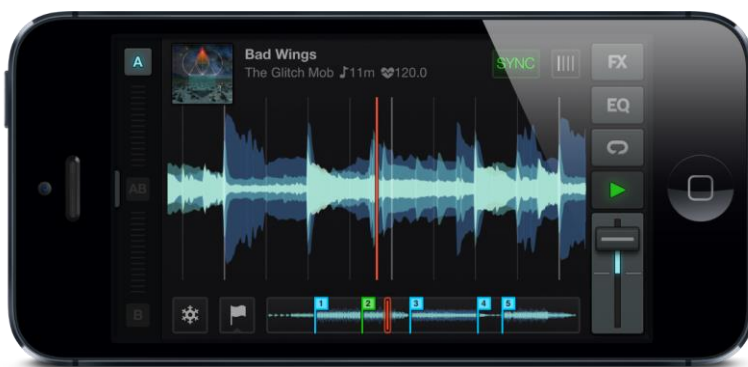 A
Bad Wings
The Glitch Mob ♪11m 120.0
SYNC
FX
EQ
AB
B
1 2 3 4 5